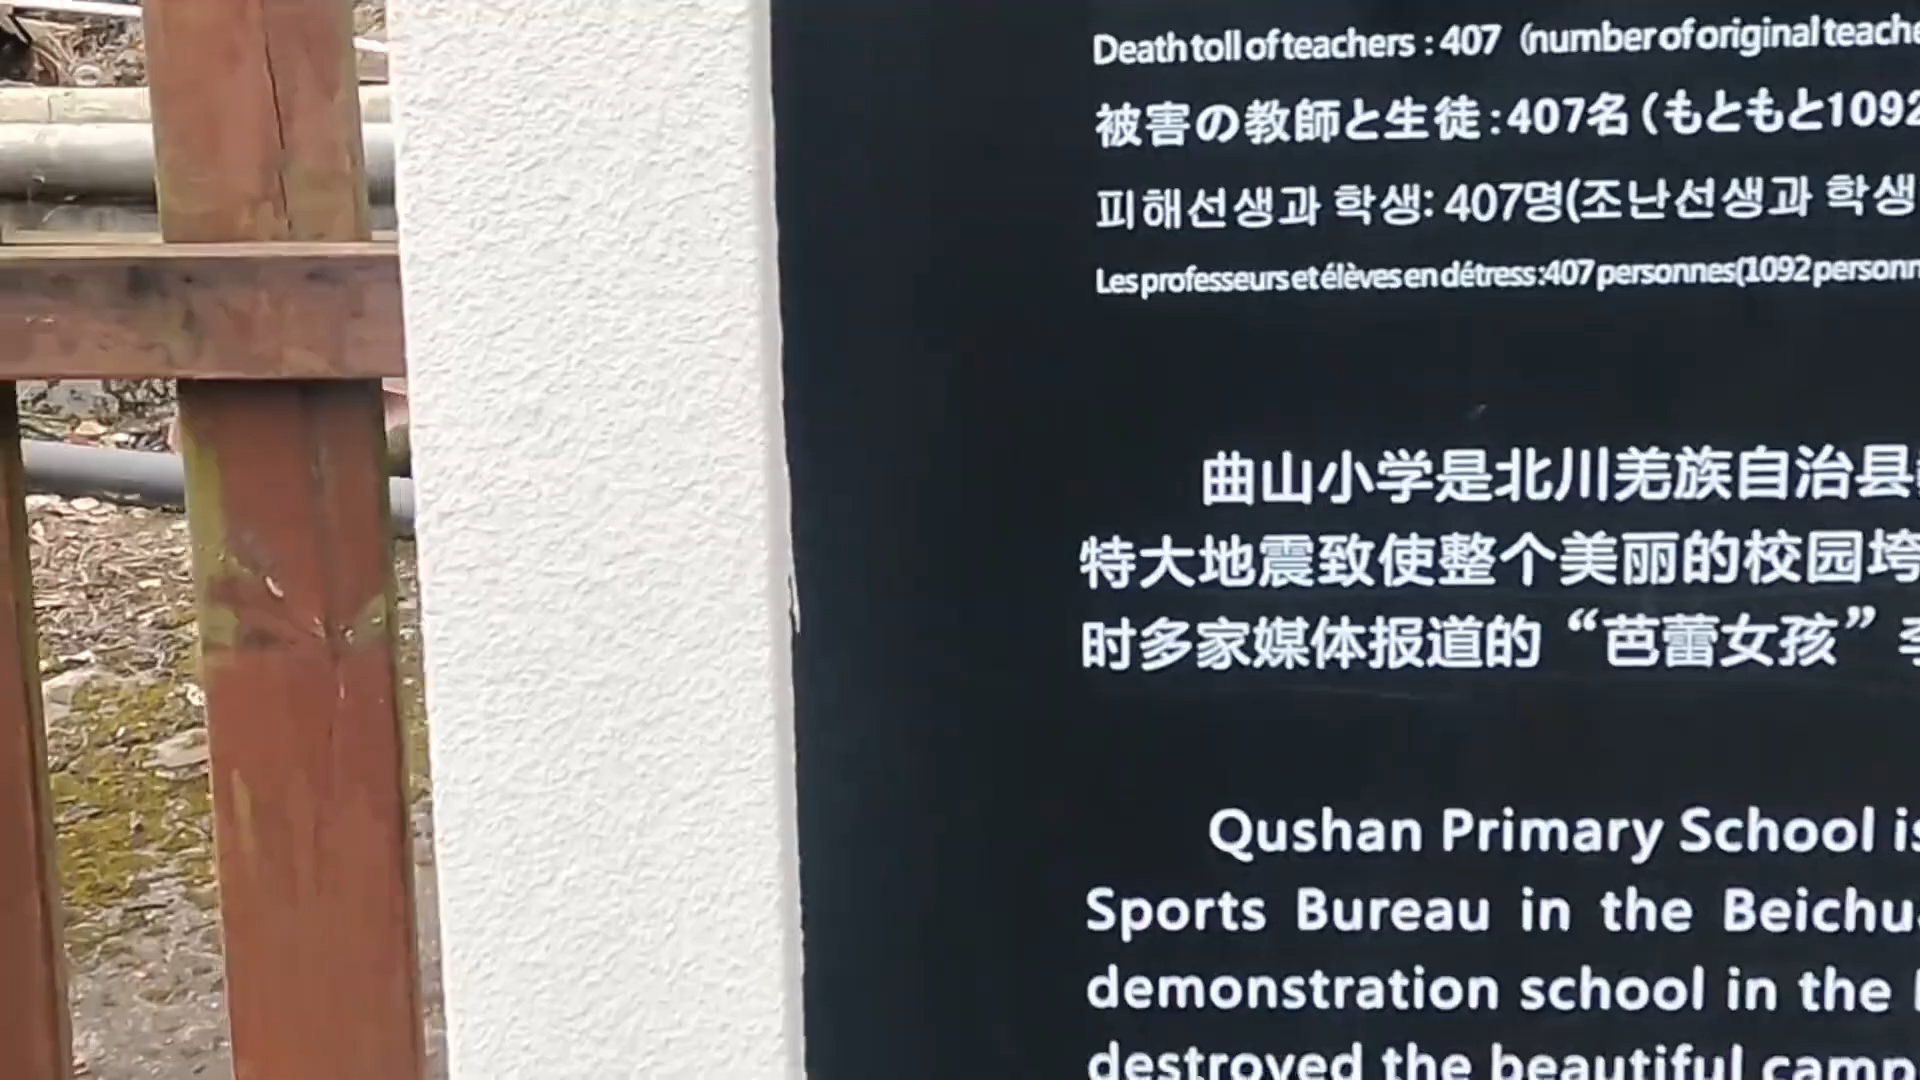 Death toll of teachers : 407 (number of original
被害の教師と生徒:407名(もともと1092
피해선생과 학생: 407명(조난선생과 학생
Les professeurs et élèves en détress:407 personnes(1092
曲山小学是北川羌族自治县
特大地震致使整个美丽的校园垮
时多家媒体报道的“芭蕾女孩”
Qushan Primary School is
Sports Bureau in the
demonstration school in the
destroyed the beautiful